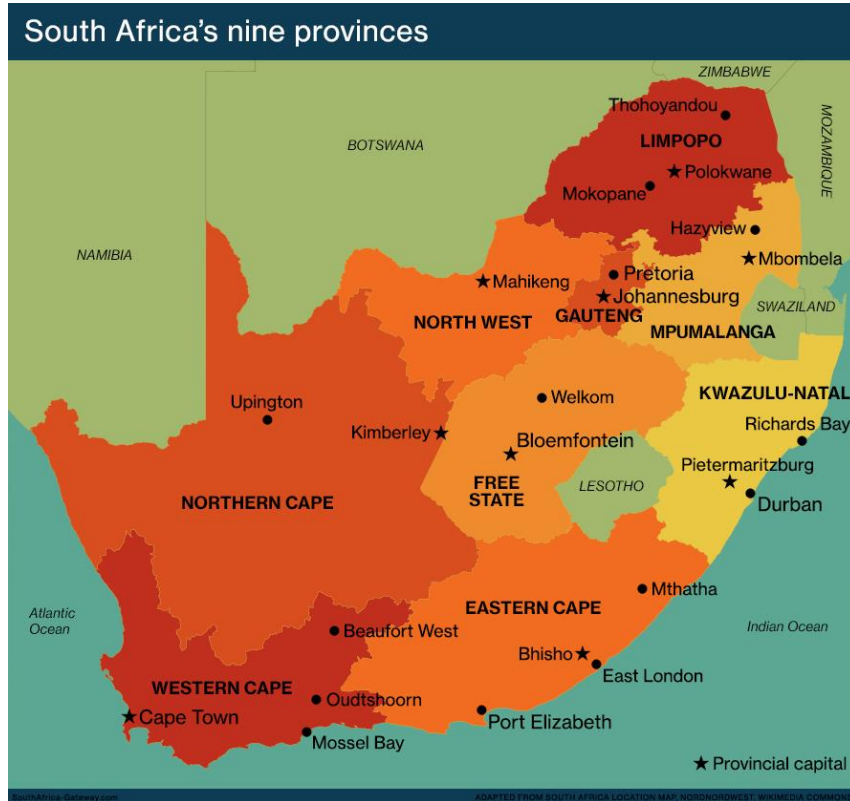 South Africa's nine provinces
ZIMBABWE
Thohoyandou
MOZAMBIQUE
LIMPOPO
BOTSWANA
Polokwane
Mokopane
Hazyview
NAMIBIA
Mbombela
Pretoria
Mahikeng
Johannesburg
SWAZILAND
GAUTENG
NORTH WEST
MPUMALANGA
KWAZULU-NATAL
Welkom
Upington
Richards Bay
Kimberley
Bloemfontein
Pietermaritzburg
FREE
STATE
LESOTHO
NORTHERN CAPE
Durban
Mthatha
EASTERN CAPE
Atlantic
Ocean
Indian Ocean
Beaufort West
Bhisho
East London
WESTERN CAPE
Oudtshoorn
Cape Town
Port Elizabeth
Mossel Bay
Provincial capital
SouthAfrica-Gateway.com
ADAPTED FROM SOUTH AFRICA LOCATION MAP, NORDNORDWEST, WIKIMEDIA COMMONS